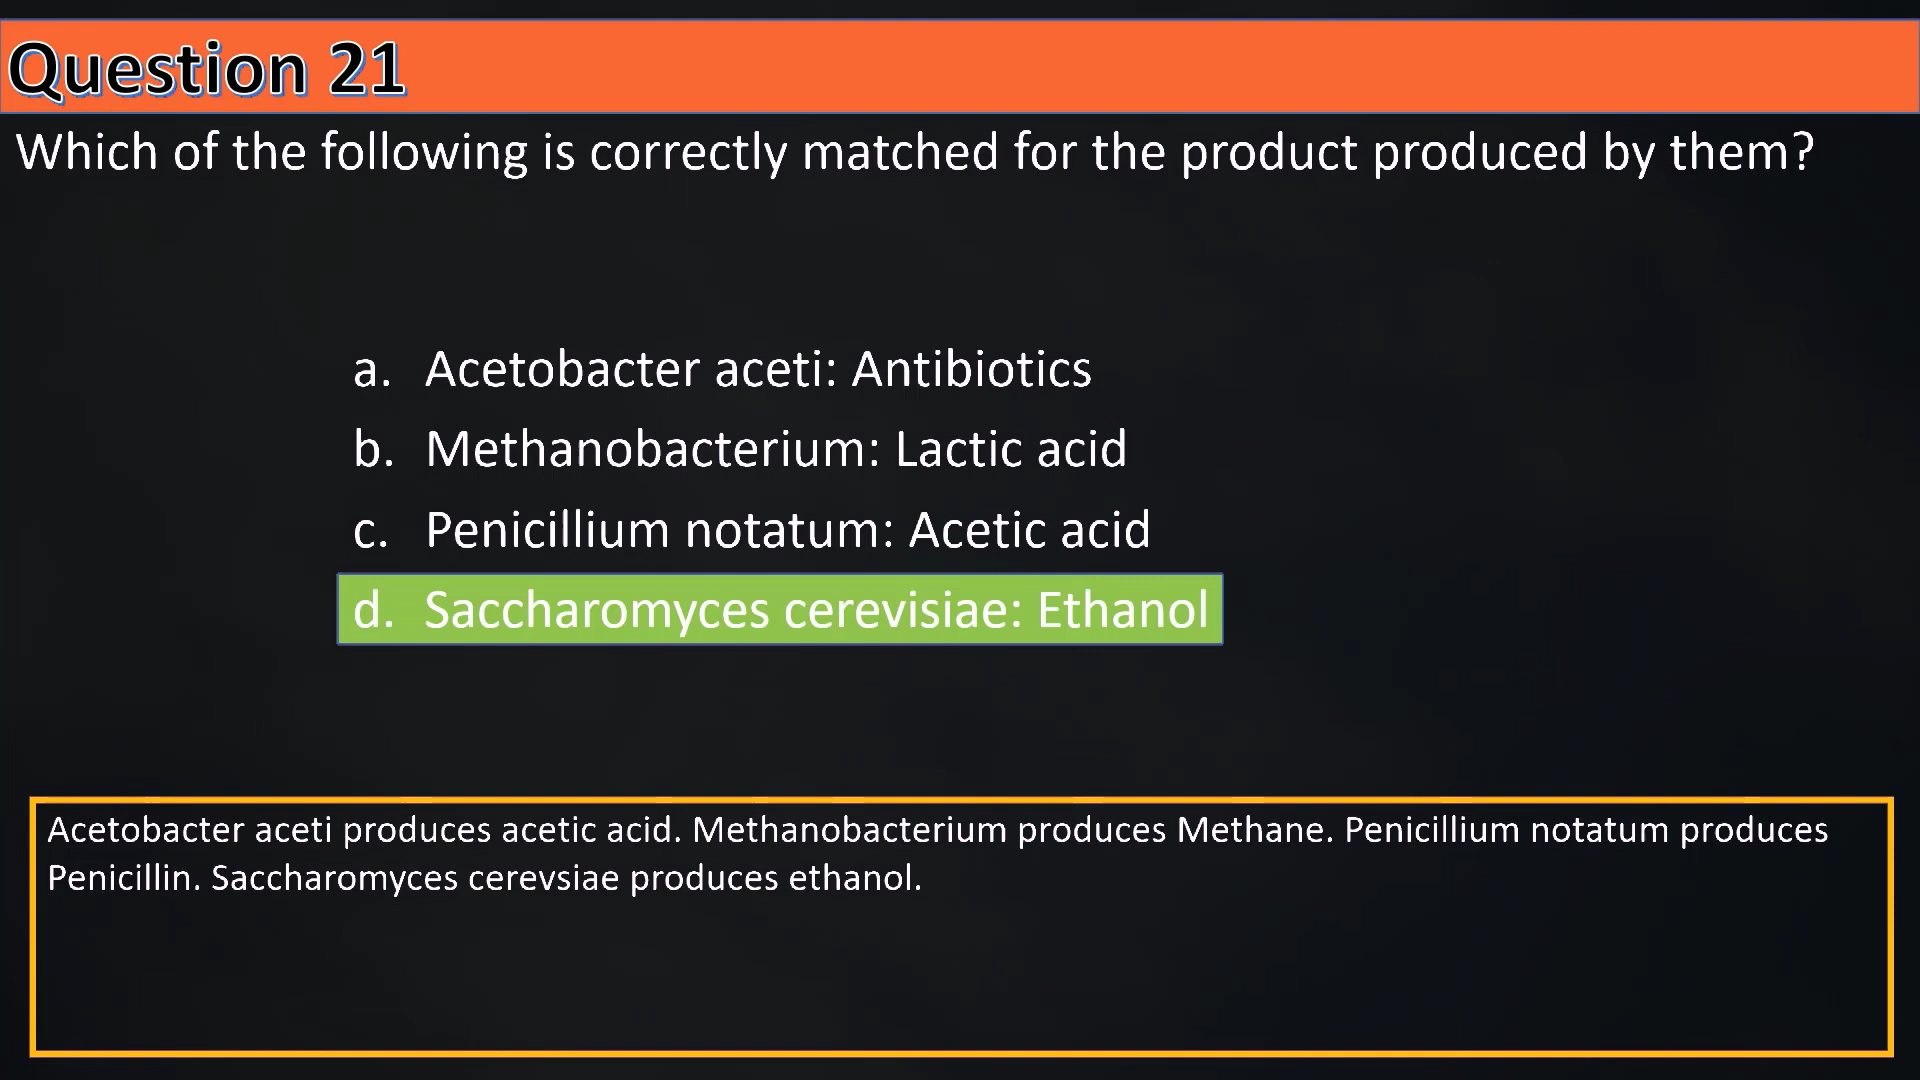 Question 21
Which of the following is correctly matched for the product produced by them?
a. Acetobacter aceti: Antibiotics
b. Methanobacterium: Lactic acid
c. Penicillium notatum: Acetic acid
d. Saccharomyces cerevisiae: Ethanol
Acetobacter aceti produces acetic acid. Methanobacterium produces Methane. Penicillium notatum produces
Penicillin. Saccharomyces cerevsiae produces ethanol.